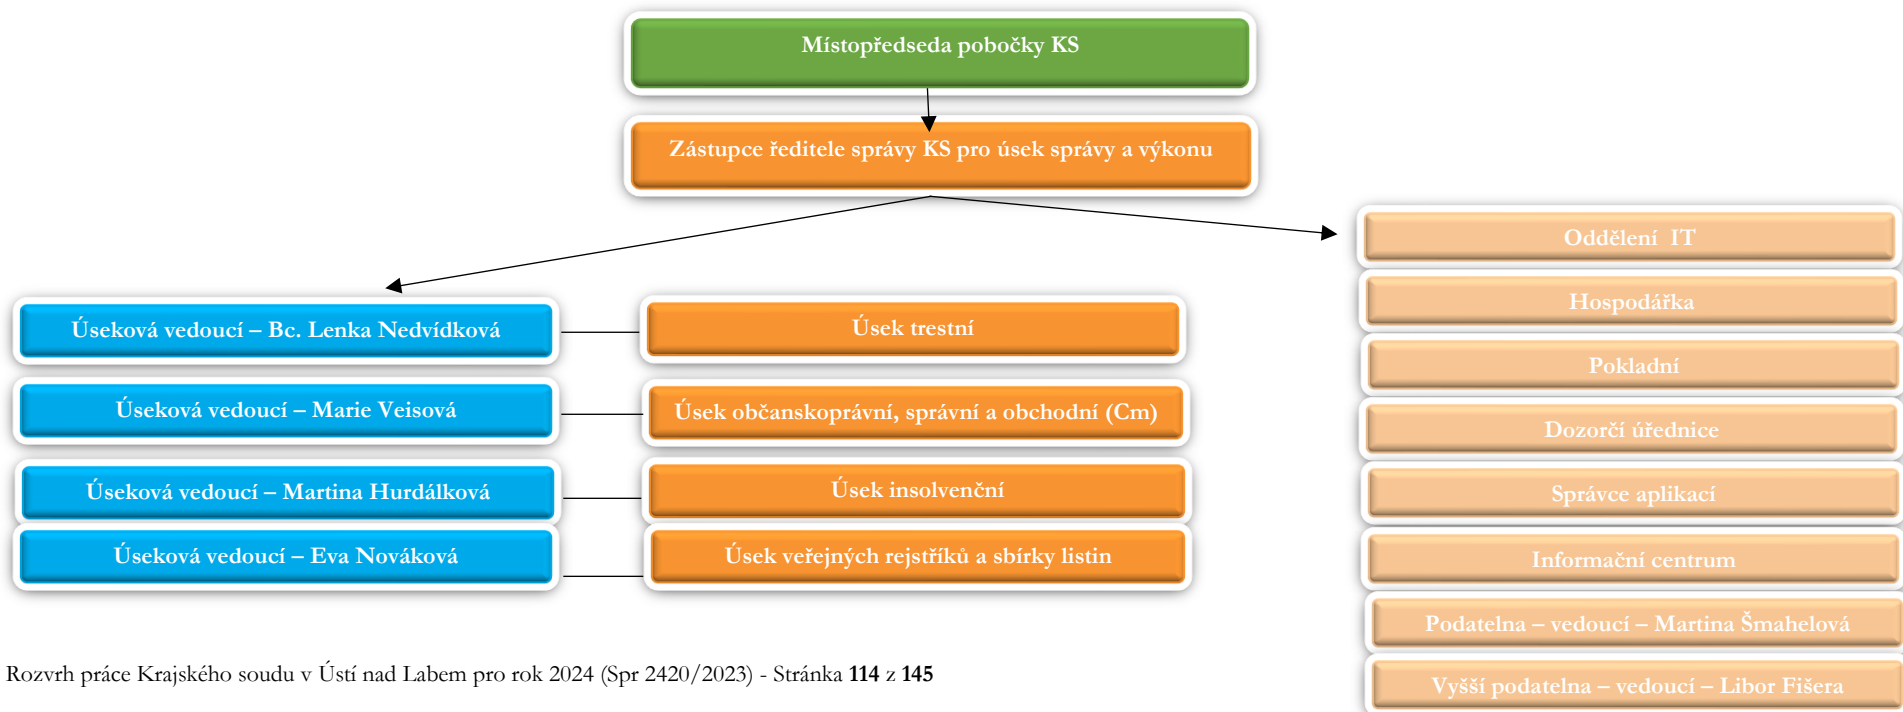 Místopředseda pobočky KS
Zástupce ředitele správy KS pro úsek správy a výkonu
Úseková vedoucí – Bc. Lenka Nedvídková
Úsek trestní
Úseková vedoucí – Marie Veisová
Úsek občanskoprávní, správní a obchodní (Cm)
Úseková vedoucí – Martina Hurdálková
Úsek insolvenční
Úseková vedoucí – Eva Nováková
Úsek veřejných rejstříků a sbírky listin
Oddělení IT
Hospodářka
Pokladní
Dozorčí úřednice
Správce aplikací
Informační centrum
Podatelna – vedoucí – Martina Šmahelová
Vyšší podatelna – vedoucí – Libor Fišera
Rozvrh práce Krajského soudu v Ústí nad Labem pro rok 2024 (Spr 2420/2023) - Stránka 114 z 145